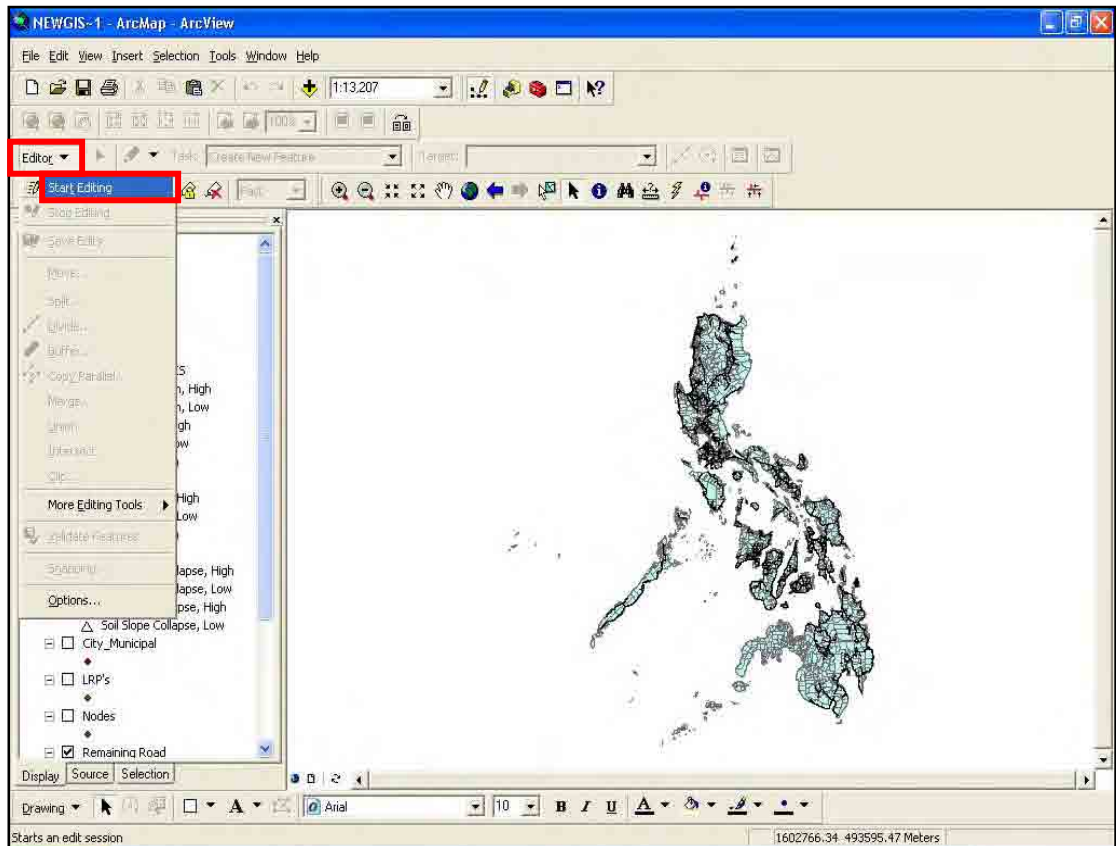 NEWGIS~1 - ArcMap - ArcView
File Edit View Insert Selection Tools Window Help
1:13,207
100%
Editor Task: Create New Feature Target:
Start Editing
Fast
Stop Editing
Save Edits
Move...
Split...
Divide...
Buffer...
Copy Parallel...
Merge...
Union...
Intersect...
Clip...
More Editing Tools
Validate Features
Snapping...
Options...
S
n, High
n, Low
gh
ow
)
High
Low
)
lapse, High
lapse, Low
pse, High
Soil Slope Collapse, Low
City_Municipal
LRP's
Nodes
Remaining Road
Display Source Selection
Drawing A Arial 10 B I U A
Starts an edit session 1602766.34 493595.47 Meters